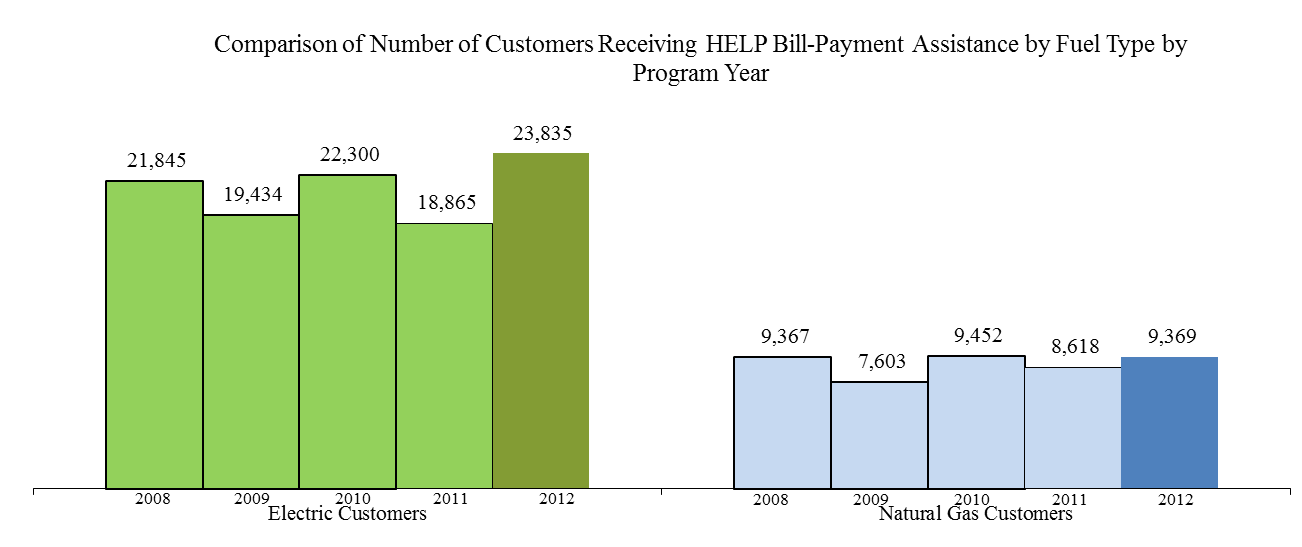 Comparison of Number of Customers Receiving HELP Bill-Payment Assistance by Fuel Type by
Program Year
21,845
19,434
22,300
18,865
23,835
9,367
7,603
9,452
8,618
9,369
2008 2009 2010 2011 2012
Electric Customers
2008 2009 2010 2011 2012
Natural Gas Customers